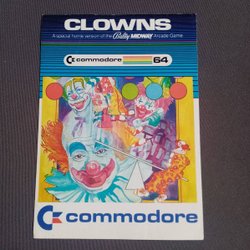 CLOWNS
A special home version of the Bally MIDWAY Arcade Game
commodore 64
commodore